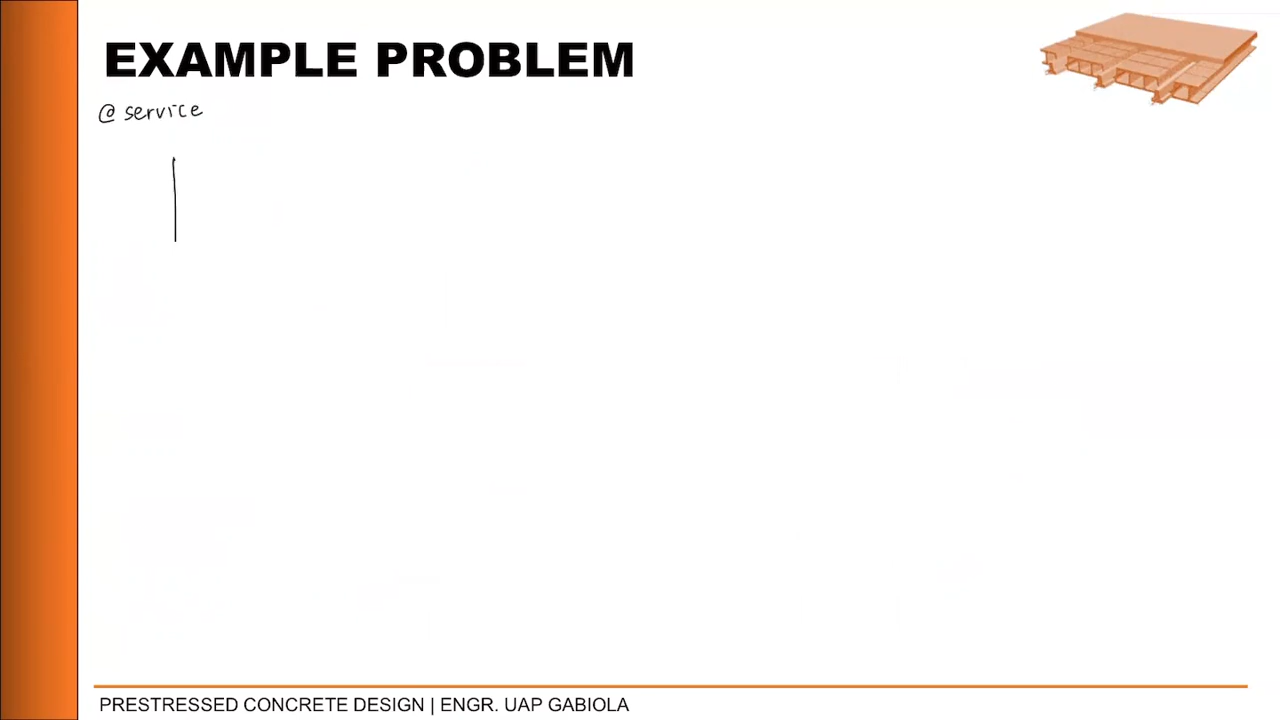 EXAMPLE PROBLEM
@ service
PRESTRESSED CONCRETE DESIGN | ENGR. UAP GABIOLA